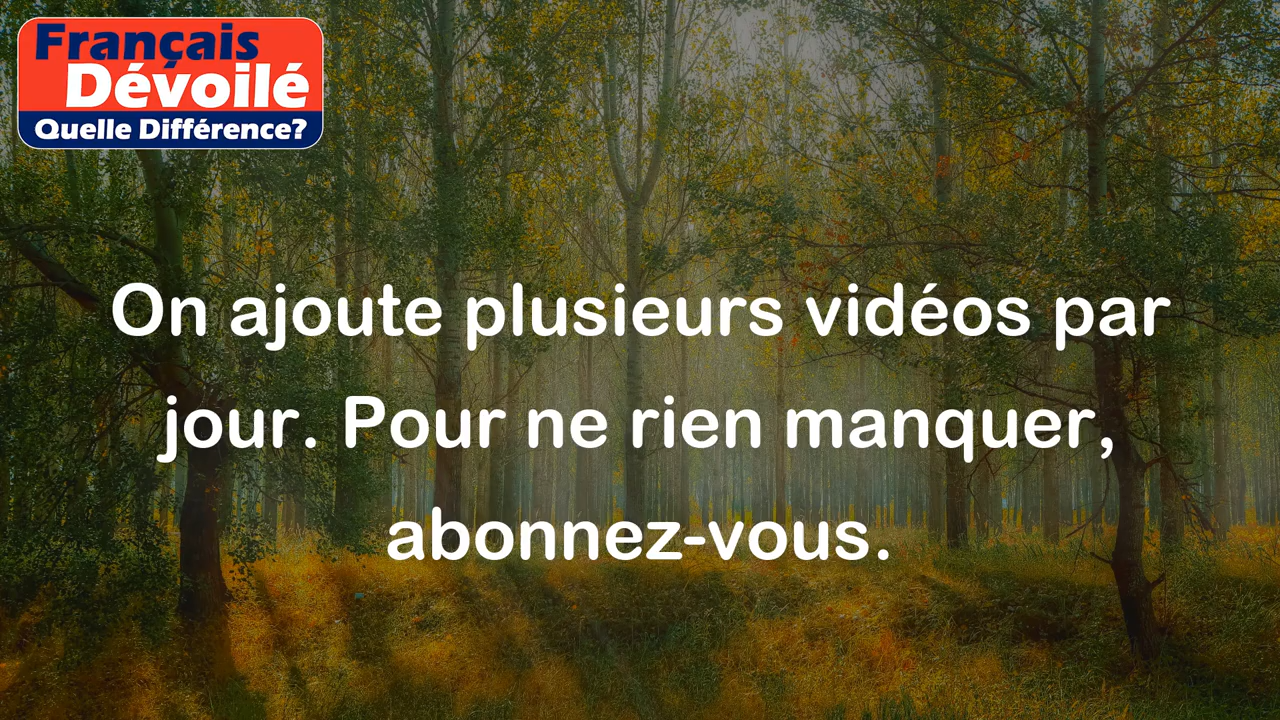 Français
Dévoilé
Quelle Différence?
On ajoute plusieurs vidéos par
jour. Pour ne rien manquer,
abonnez-vous.